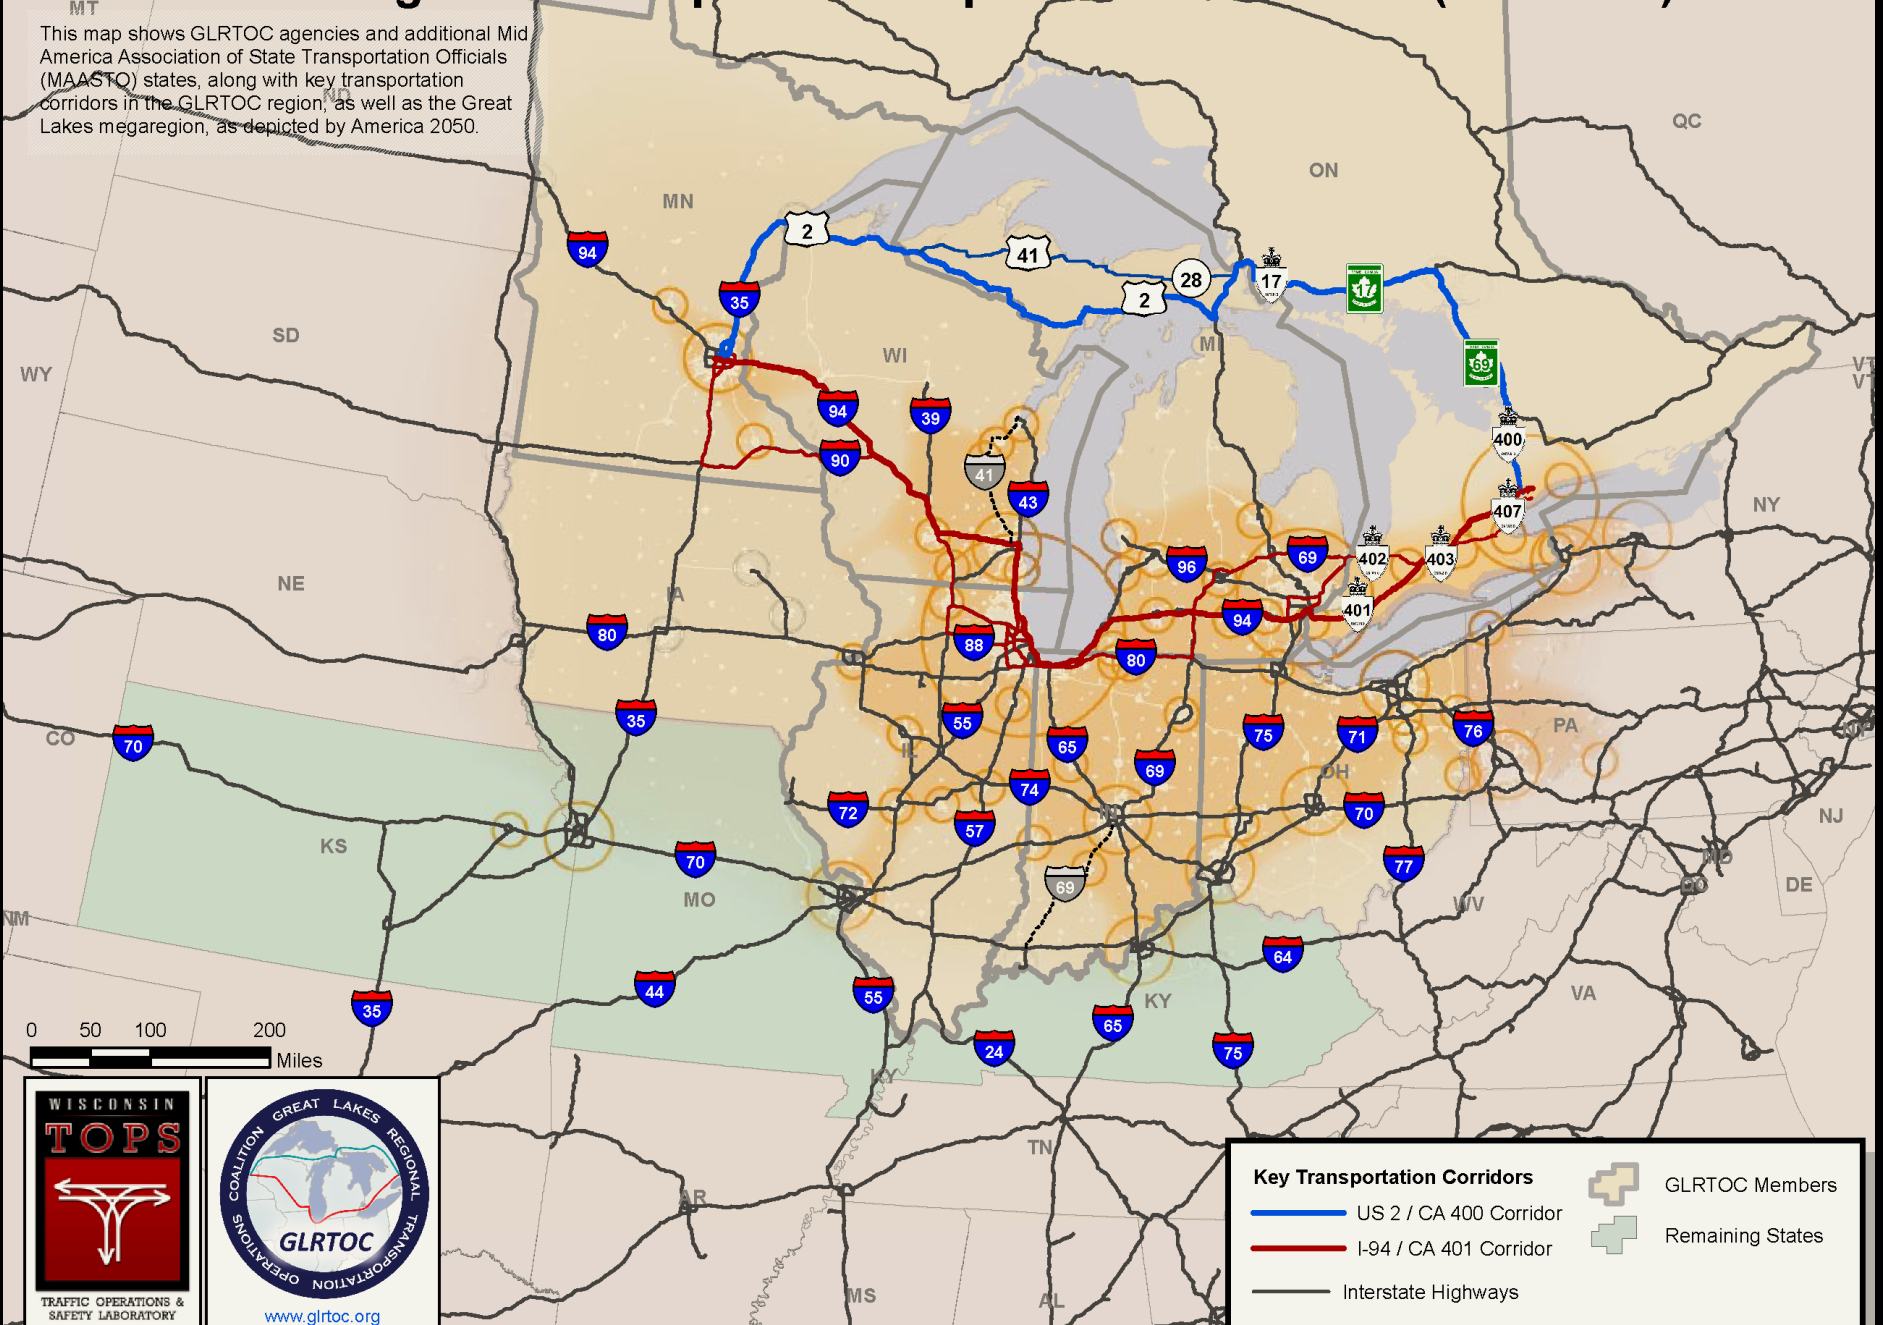 This map shows GLRTOC agencies and additional Mid
America Association of State Transportation Officials
(MAASTO) states, along with key transportation
corridors in the GLRTOC region, as well as the Great
Lakes megaregion, as depicted by America 2050.
MT
ND
QC
ON
MN
2
94
41
28
17
2
17
35
SD
WI
MI
69
VT
VT
WY
94
39
400
90
41
43
NY
407
96
69
402
403
NE
IA
401
94
80
88
80
35
55
65
75
71
76
PA
CO
70
IL
69
OH
74
72
57
IN
70
NJ
KS
70
77
MD
69
DC
DE
MO
WV
NM
64
44
55
VA
35
KY
65
24
75
0 50 100 200
Miles
KY
WISCONSIN
TOPS
TRAFFIC OPERATIONS &
SAFETY LABORATORY
GREAT LAKES REGIONAL TRANSPORTATION OPERATIONS COALITION
GLRTOC
www.glrtoc.org
TN
AR
MS
AL
Key Transportation Corridors
US 2 / CA 400 Corridor
I-94 / CA 401 Corridor
Interstate Highways
GLRTOC Members
Remaining States